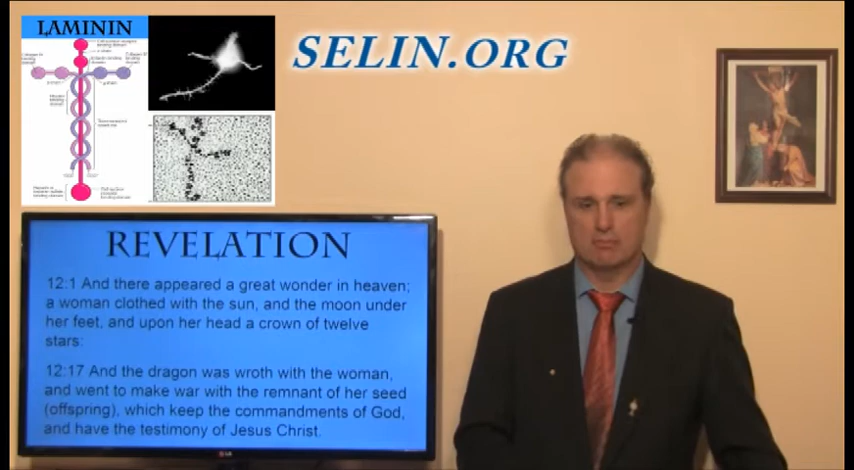 LAMININ
SELIN.ORG
REVELATION
12:1 And there appeared a great wonder in heaven;
a woman clothed with the sun, and the moon under
her feet, and upon her head a crown of twelve
stars:
12:17 And the dragon was wroth with the woman,
and went to make war with the remnant of her seed
(offspring), which keep the commandments of God,
and have the testimony of Jesus Christ.
LG